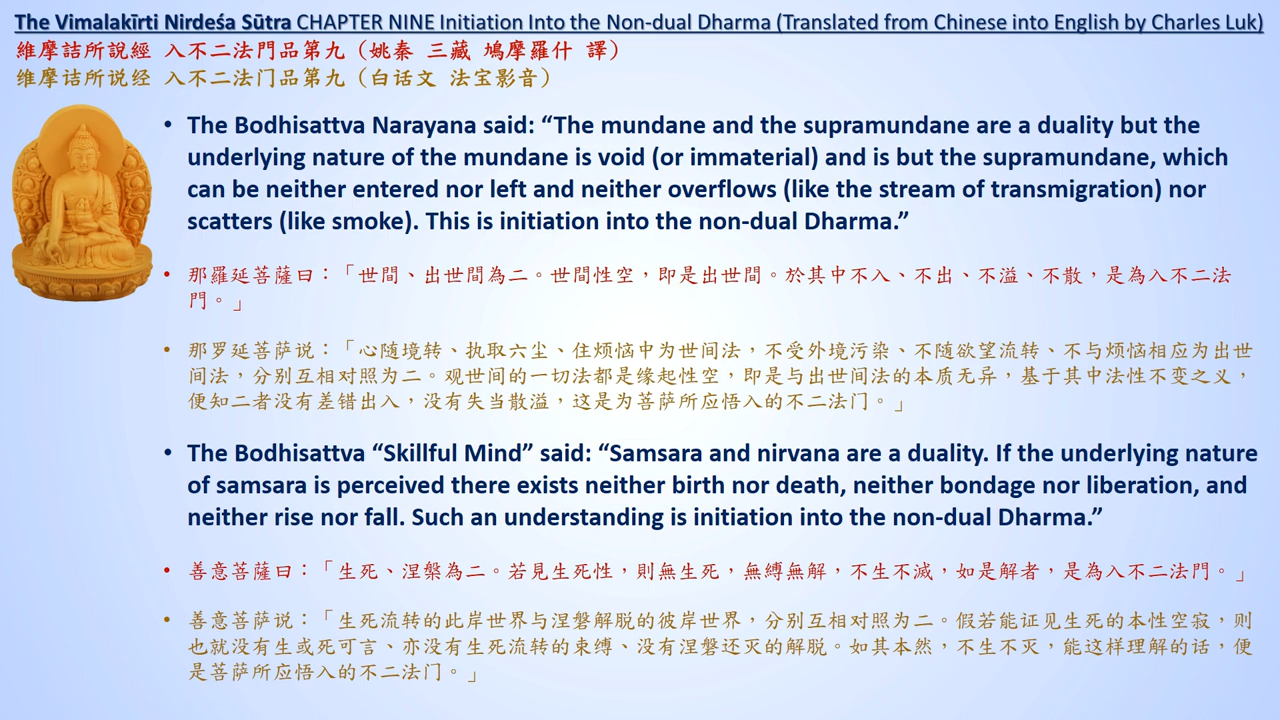 The Vimalakīrti Nirdeśa Sūtra CHAPTER NINE Initiation Into the Non-dual Dharma (Translated from Chinese into English by Charles Luk)
維摩詰所說經 入不二法門品第九（姚秦 三藏 鳩摩羅什 譯）
维摩诘所说经 入不二法门品第九（白话文 法宝影音）
• The Bodhisattva Narayana said: “The mundane and the supramundane are a duality but the
underlying nature of the mundane is void (or immaterial) and is but the supramundane, which
can be neither entered nor left and neither overflows (like the stream of transmigration) nor
scatters (like smoke). This is initiation into the non-dual Dharma.”
• 那羅延菩薩曰：「世間、出世間為二。世間性空，即是出世間。於其中不入、不出、不溢、不散，是為入不二法
門。」
• 那罗延菩萨说：「心随境转、执取六尘、住烦恼中为世间法，不受外境污染、不随欲望流转、不与烦恼相应为出世
间法，分别互相对照为二。观世间的一切法都是缘起性空，即是与出世间法的本质无异，基于其中法性不变之义，
便知二者没有差错出入，没有失当散溢，这是为菩萨所应悟入的不二法门。」
• The Bodhisattva “Skillful Mind” said: “Samsara and nirvana are a duality. If the underlying nature
of samsara is perceived there exists neither birth nor death, neither bondage nor liberation, and
neither rise nor fall. Such an understanding is initiation into the non-dual Dharma.”
• 善意菩薩曰：「生死、涅槃為二。若見生死性，則無生死，無縛無解，不生不滅，如是解者，是為入不二法門。」
• 善意菩萨说：「生死流转的此岸世界与涅磐解脱的彼岸世界，分别互相对照为二。假若能证见生死的本性空寂，则
也就没有生或死可言、亦没有生死流转的束缚、没有涅磐还灭的解脱。如其本然，不生不灭，能这样理解的话，便
是菩萨所应悟入的不二法门。」